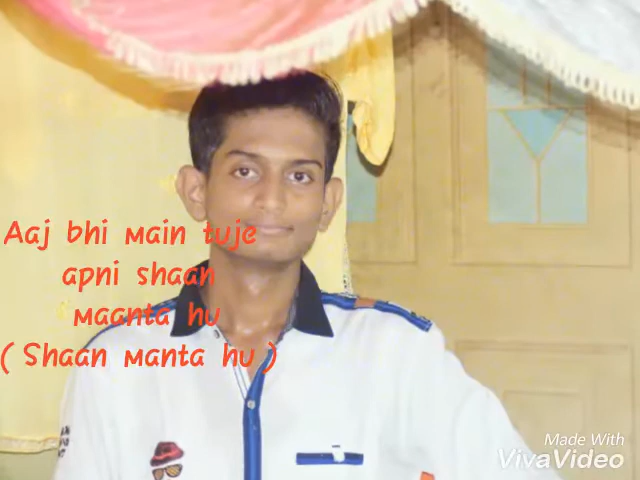 Aaj bhi main tuje
apni shaan
maanta hu
( Shaan manta hu )
Made With
VivaVideo